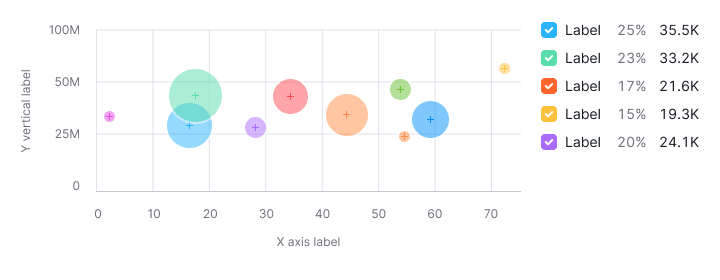 100M
50M
25M
0
Y vertical label
0 10 20 30 40 50 60 70
X axis label
Label 25% 35.5K
Label 23% 33.2K
Label 17% 21.6K
Label 15% 19.3K
Label 20% 24.1K